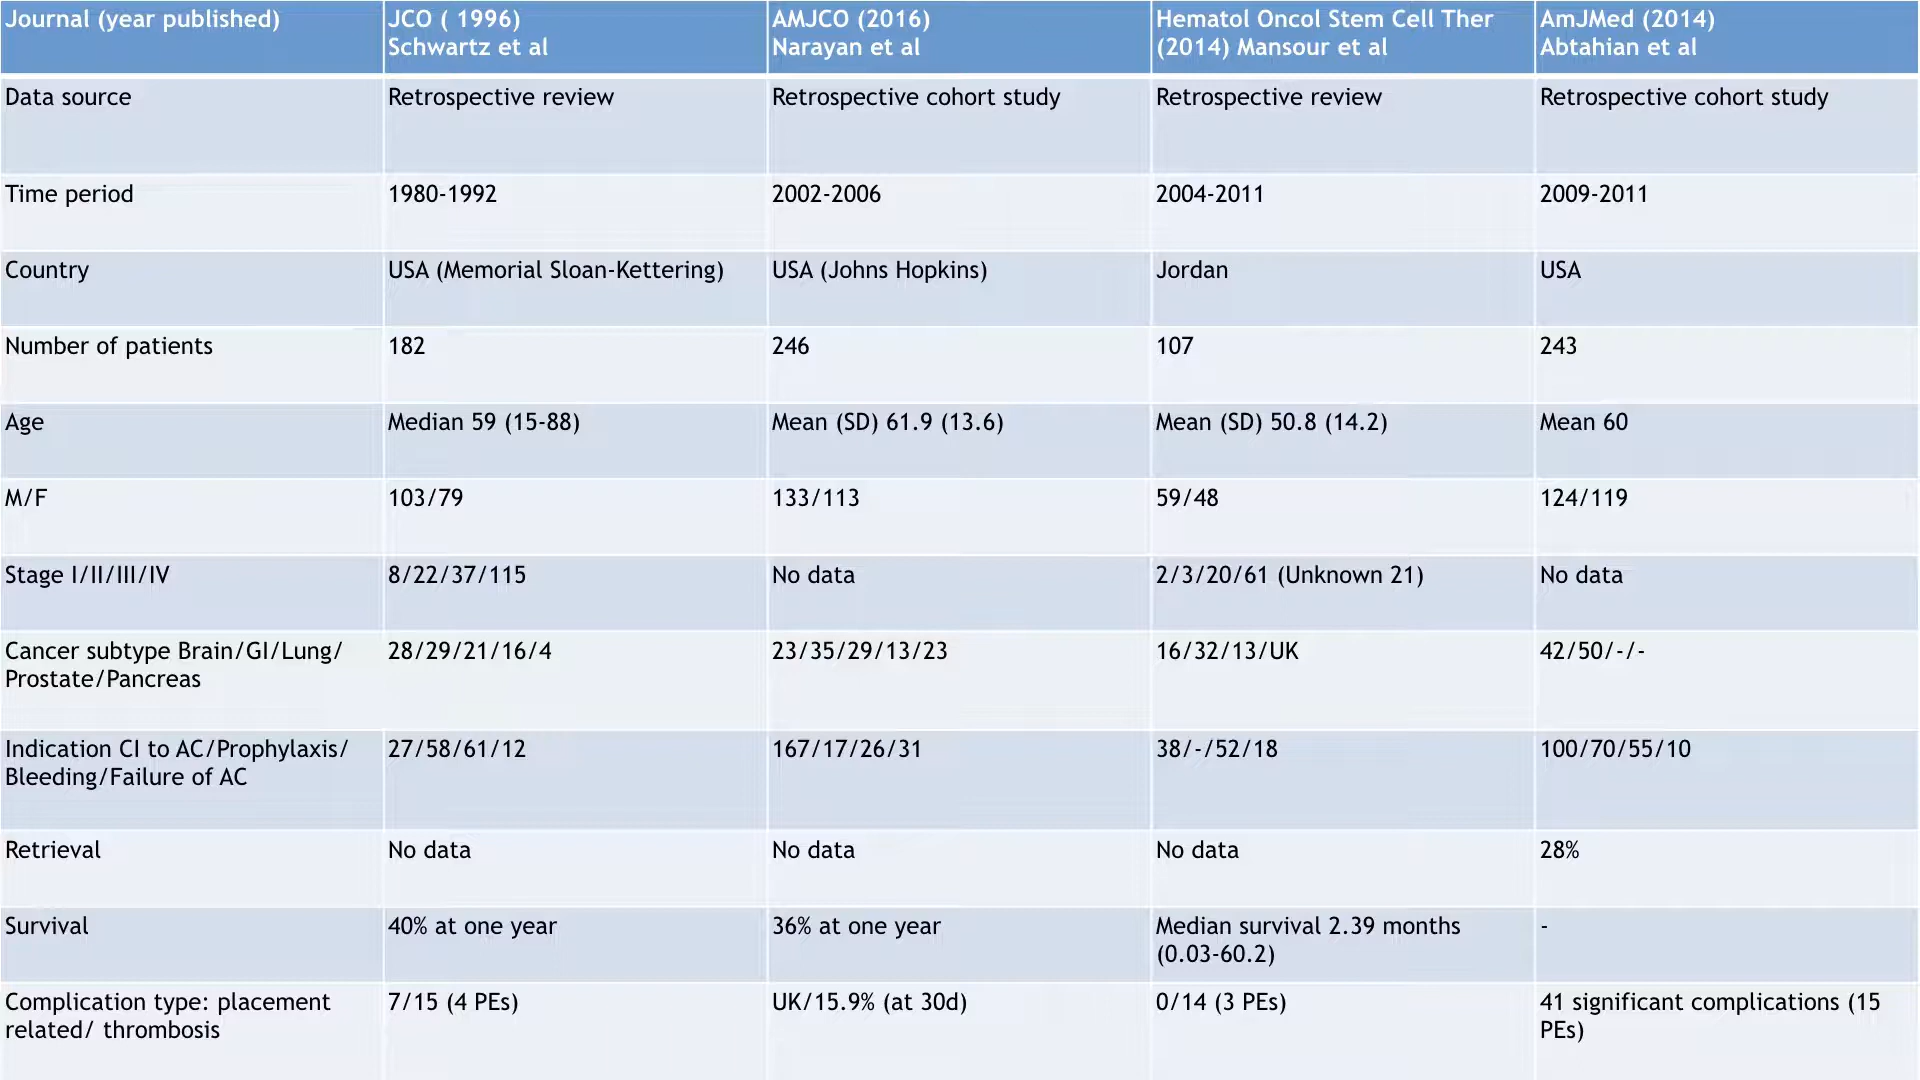 Journal (year published)
JCO ( 1996)
Schwartz et al
AMJCO (2016)
Narayan et al
Hematol Oncol Stem Cell Ther
(2014) Mansour et al
AmJMed (2014)
Abtahian et al
Data source
Retrospective review
Retrospective cohort study
Retrospective review
Retrospective cohort study
Time period
1980-1992
2002-2006
2004-2011
2009-2011
Country
USA (Memorial Sloan-Kettering)
USA (Johns Hopkins)
Jordan
USA
Number of patients
182
246
107
243
Age
Median 59 (15-88)
Mean (SD) 61.9 (13.6)
Mean (SD) 50.8 (14.2)
Mean 60
M/F
103/79
133/113
59/48
124/119
Stage I/II/III/IV
8/22/37/115
No data
2/3/20/61 (Unknown 21)
No data
Cancer subtype Brain/GI/Lung/
Prostate/Pancreas
28/29/21/16/4
23/35/29/13/23
16/32/13/UK
42/50/-/-
Indication CI to AC/Prophylaxis/
Bleeding/Failure of AC
27/58/61/12
167/17/26/31
38/-/52/18
100/70/55/10
Retrieval
No data
No data
No data
28%
Survival
40% at one year
36% at one year
Median survival 2.39 months
(0.03-60.2)
-
Complication type: placement
related/ thrombosis
7/15 (4 PEs)
UK/15.9% (at 30d)
0/14 (3 PEs)
41 significant complications (15
PEs)